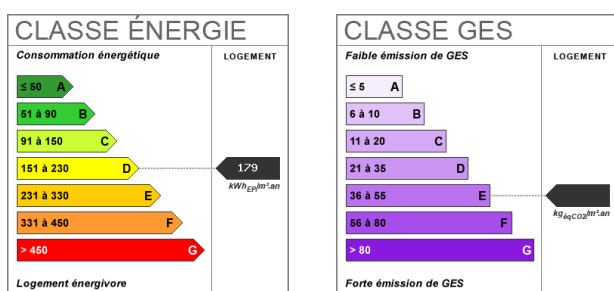 CLASSE ÉNERGIE
Consommation énergétique
LOGEMENT
≤ 50 A
51 à 90 B
91 à 150 C
151 à 230 D
179
kWhEP/m².an
231 à 330 E
331 à 450 F
> 450 G
Logement énergivore
CLASSE GES
Faible émission de GES
LOGEMENT
≤ 5 A
6 à 10 B
11 à 20 C
21 à 35 D
36 à 55 E
kgéqCO2/m².an
56 à 80 F
> 80 G
Forte émission de GES